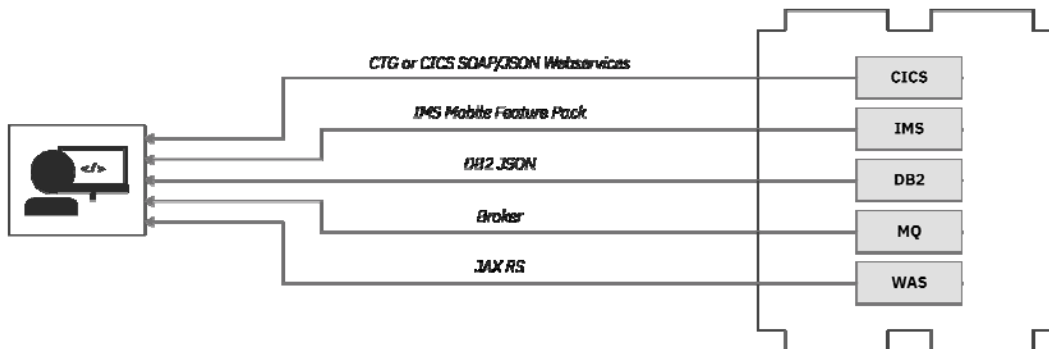 CTG or CICS SOAP/JSON Webservices
CICS
IMS Mobile Feature Pack
IMS
</>
DB2 JSON
DB2
Broker
MQ
JAX RS
WAS